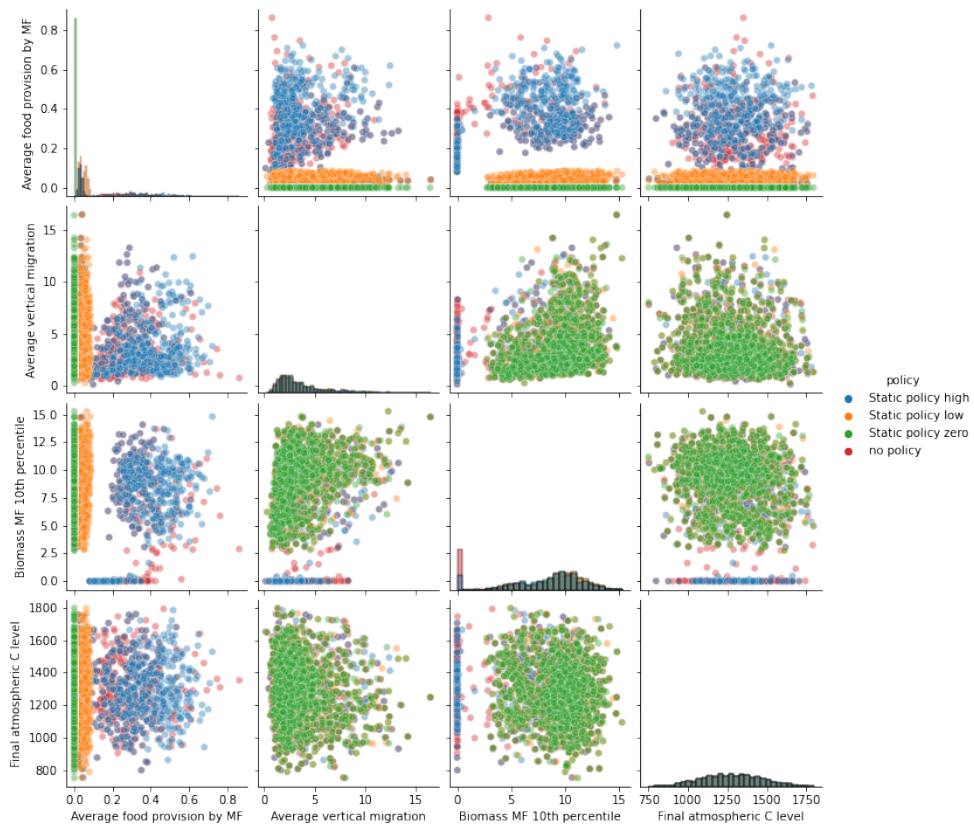 Average food provision by MF
0.8
0.6
0.4
0.2
0.0
Average vertical migration
15
10
5
0
policy
Static policy high
Static policy low
Static policy zero
no policy
Biomass MF 10th percentile
15.0
12.5
10.0
7.5
5.0
2.5
0.0
Final atmospheric C level
1800
1600
1400
1200
1000
800
0.0 0.2 0.4 0.6 0.8 0 5 10 15 0 5 10 15 750 1000 1250 1500 1750
Average food provision by MF Average vertical migration Biomass MF 10th percentile Final atmospheric C level